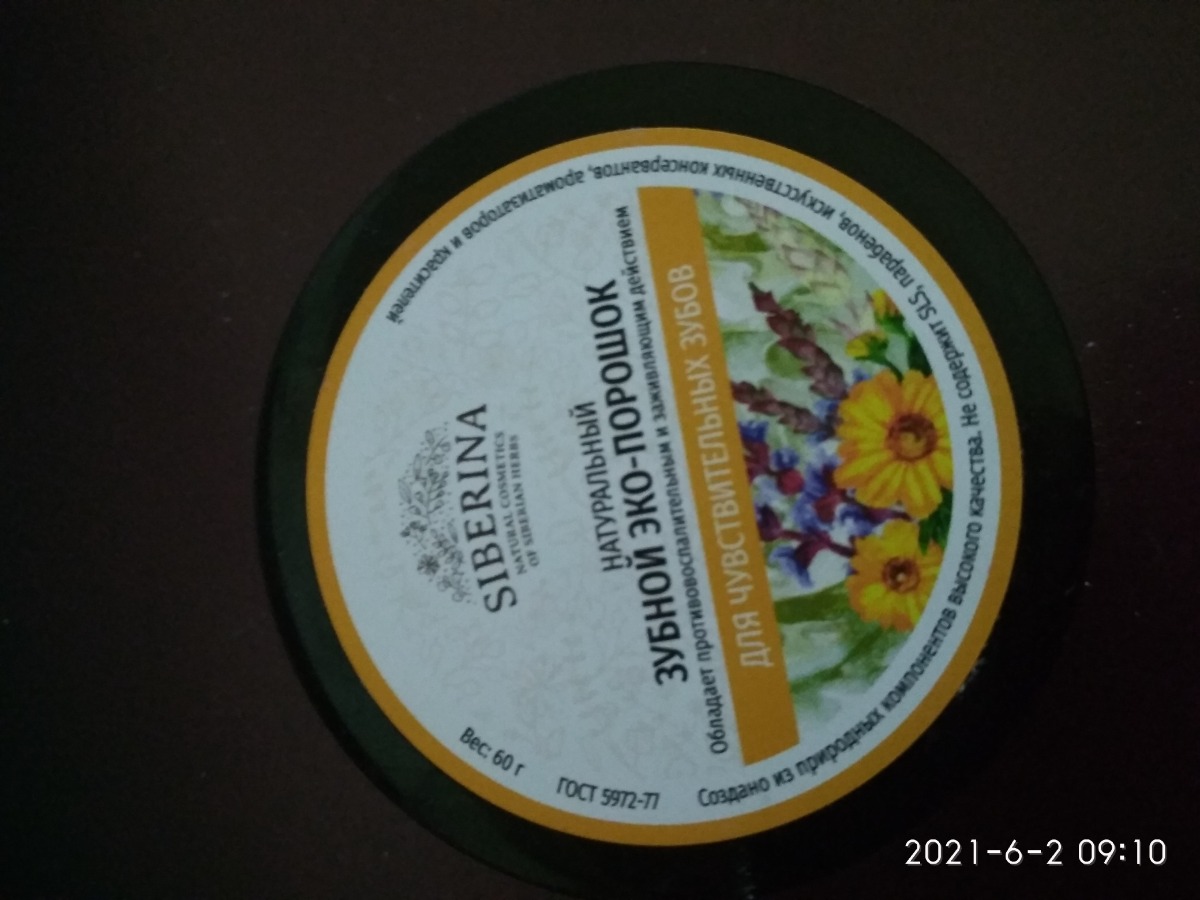 SIBERINA
NATURAL COSMETICS
OF SIBERIAN HERBS
НАТУРАЛЬНЫЙ
ЗУБНОЙ ЭКО-ПОРОШОК
Обладает противовоспалительным и заживляющим действием
ДЛЯ ЧУВСТВИТЕЛЬНЫХ ЗУБОВ
Вес: 60 г
ГОСТ 5972-77
Создано из природных компонентов высокого качества. Не содержит SLS, парабенов, искусственных консервантов, ароматизаторов и красителей
2021-6-2 09:10